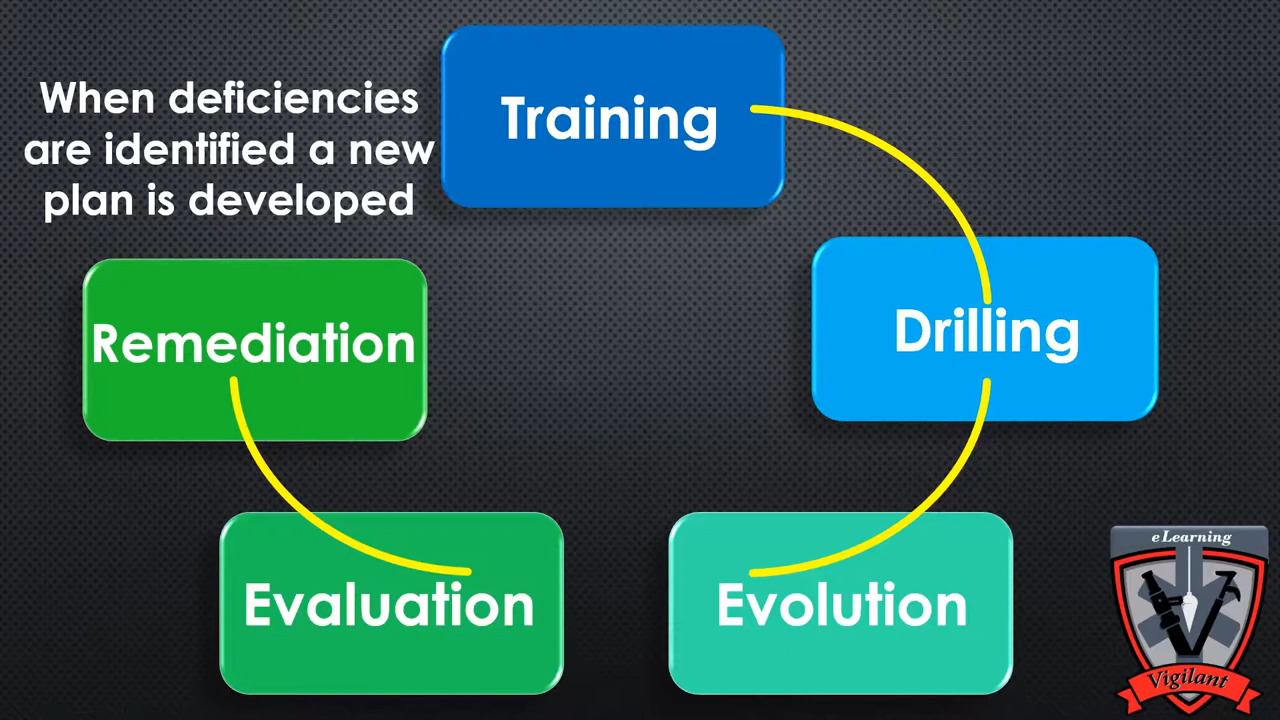 When deficiencies
are identified a new
plan is developed
Training
Drilling
Remediation
Evaluation
Evolution
eLearning
Vigilant